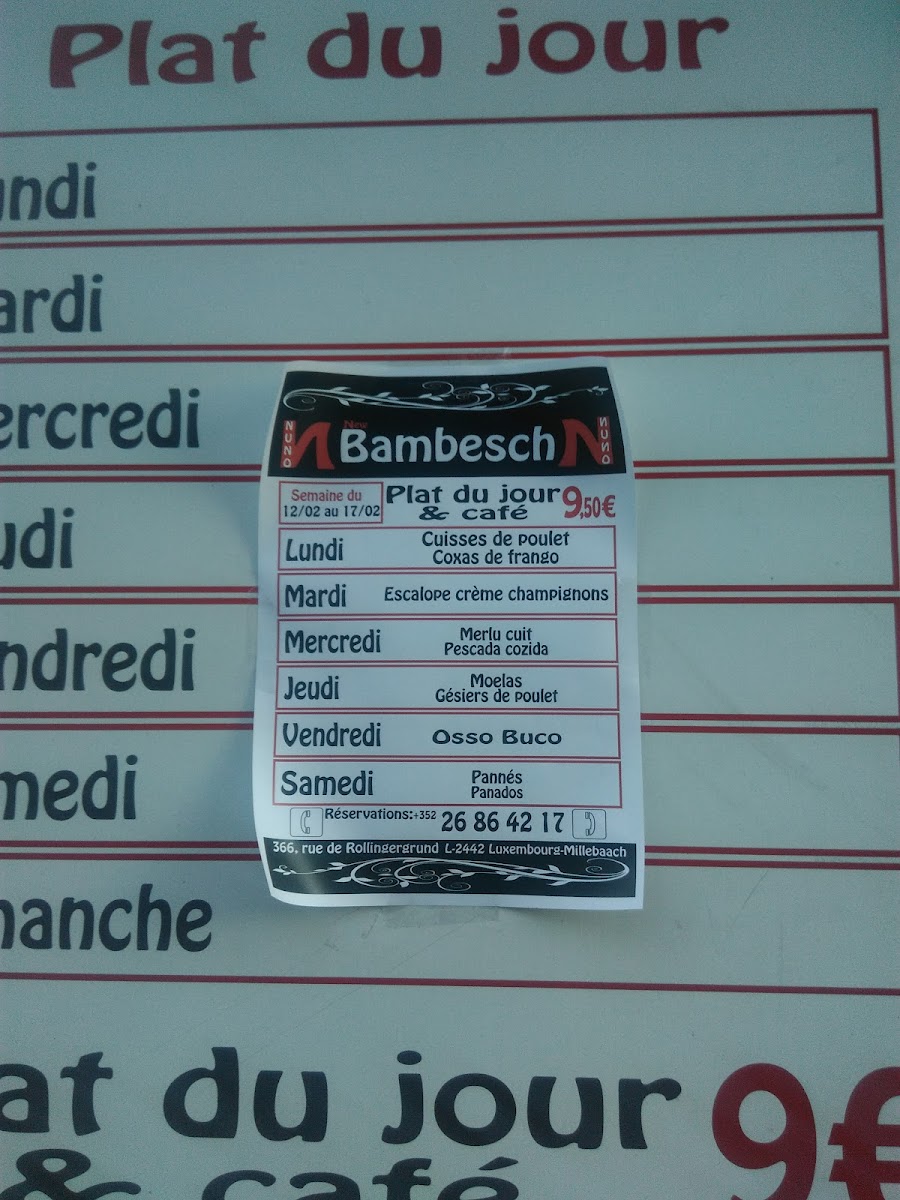 Plat du jour
undi
ardi
ercredi
udi
ndredi
medi
manche
at du jour 9€
& café
NUNO
New
Bambesch
NUNO
Semaine du
12/02 au 17/02
Plat du jour
& café
9,50€
Lundi
Cuisses de poulet
Coxas de frango
Mardi
Escalope crème champignons
Mercredi
Merlu cuit
Pescada cozida
Jeudi
Moelas
Gésiers de poulet
Vendredi
Osso Buco
Samedi
Pannés
Panados
Réservations:+352 26 86 42 17
366, rue de Rollingergrund L-2442 Luxembourg-Millebaach